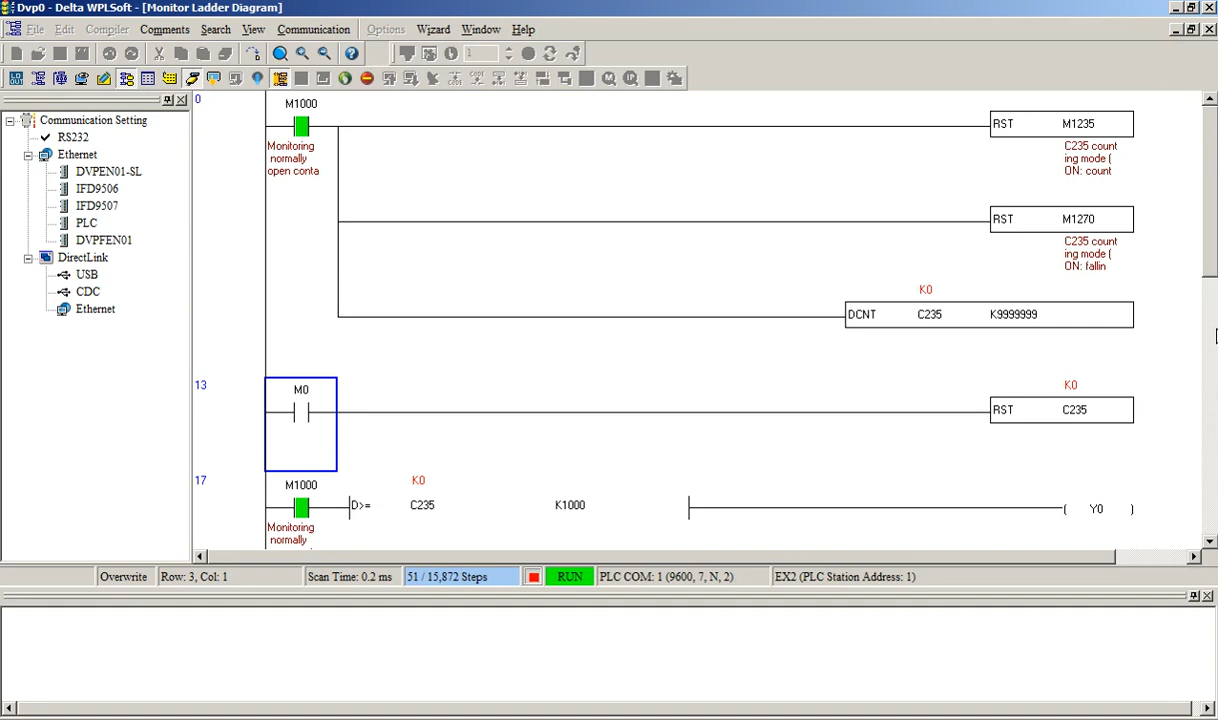 Dvp0 - Delta WPLSoft - [Monitor Ladder Diagram]
File Edit Compiler Comments Search View Communication Options Wizard Window Help
1
Communication Setting
RS232
Ethernet
DVPEN01-SL
IFD9506
IFD9507
PLC
DVPFEN01
DirectLink
USB
CDC
Ethernet
0
M1000
Monitoring
normally
open conta
RST M1235
C235 count
ing mode (
ON: count
RST M1270
C235 count
ing mode (
ON: fallin
K0
DCNT C235 K9999999
13
M0
K0
RST C235
17
M1000
K0
D>= C235 K1000
( Y0 )
Monitoring
normally
Overwrite Row: 3, Col: 1 Scan Time: 0.2 ms 51 / 15,872 Steps RUN PLC COM: 1 (9600, 7, N, 2) EX2 (PLC Station Address: 1)